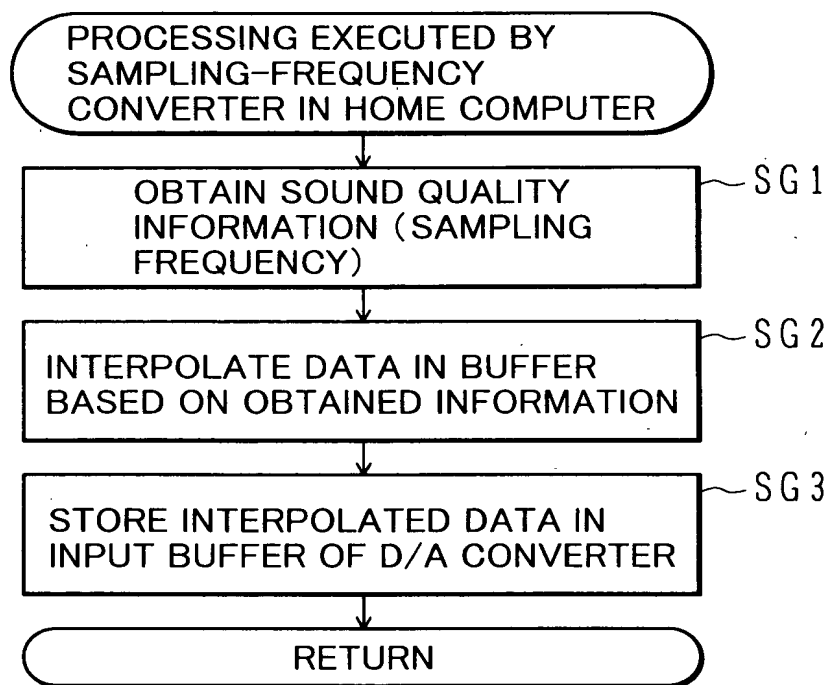 PROCESSING EXECUTED BY
SAMPLING-FREQUENCY
CONVERTER IN HOME COMPUTER
OBTAIN SOUND QUALITY
INFORMATION (SAMPLING
FREQUENCY)
SG1
INTERPOLATE DATA IN BUFFER
BASED ON OBTAINED INFORMATION
SG2
STORE INTERPOLATED DATA IN
INPUT BUFFER OF D/A CONVERTER
SG3
RETURN